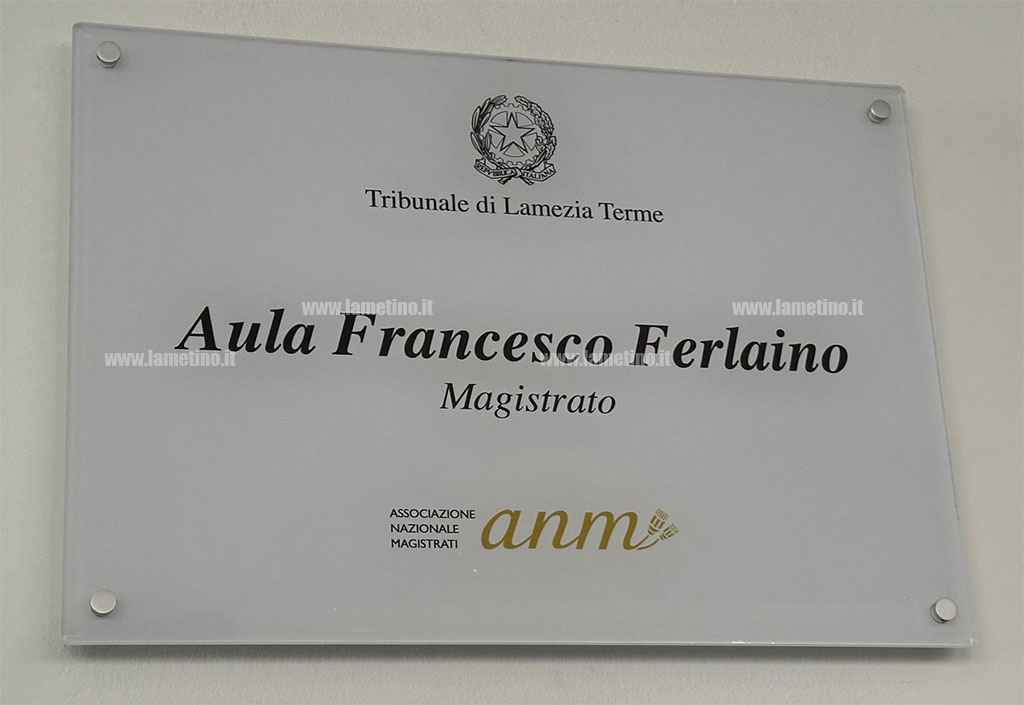 REPVBBLICA ITALIANA
Tribunale di Lamezia Terme
www.lametino.it
www.lametino.it
Aula Francesco Ferlaino
www.lametino.it
www.lametino.it
Magistrato
ASSOCIAZIONE
NAZIONALE
MAGISTRATI
anm